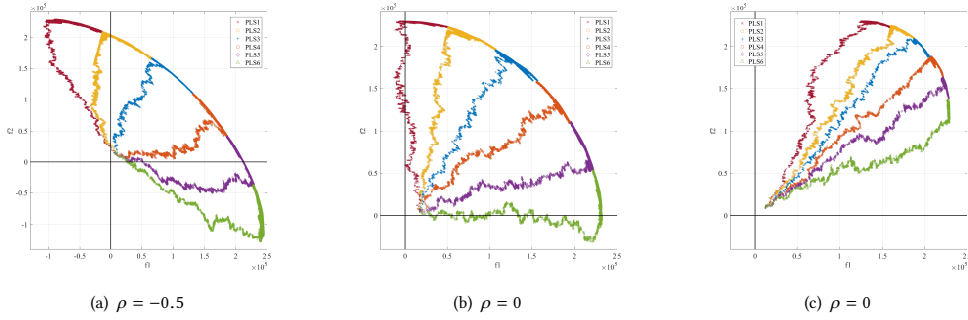 ×10⁵
×10⁵
×10⁵
PLS1
PLS2
PLS3
PLS4
PLS5
PLS6
PLS1
PLS2
PLS3
PLS4
PLS5
PLS6
PLS1
PLS2
PLS3
PLS4
PLS5
PLS6
2
1.5
1
0.5
0
-0.5
-1
f2
-1 -0.5 0 0.5 1 1.5 2 2.5
f1
×10⁵
2
1.5
1
0.5
0
f2
0 0.5 1 1.5 2 2.5
f1
×10⁵
2
1.5
1
0.5
0
f2
0 0.5 1 1.5 2 2.5
f1
×10⁵
(a) ρ = −0.5
(b) ρ = 0
(c) ρ = 0